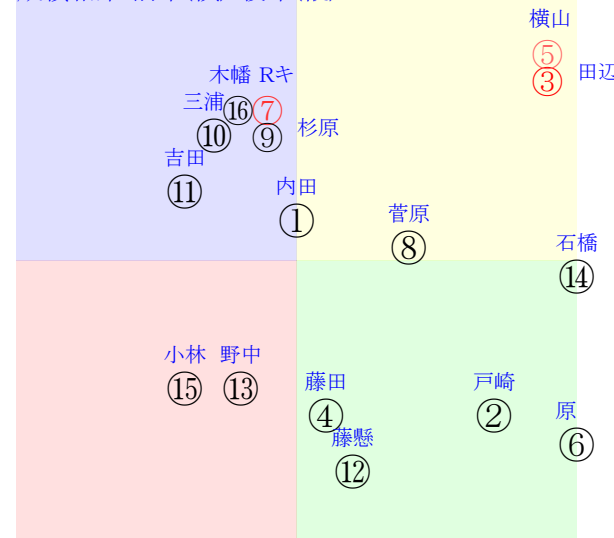 横山
⑤
③ 田辺
木幡 Rキ
三浦 ⑯ ⑦
⑩ ⑨ 杉原
吉田
⑪
内田
①
菅原
⑧
石橋
⑭
小林 野中
⑮ ⑬
藤田
④
戸崎
②
原
⑥
藤懸
⑫